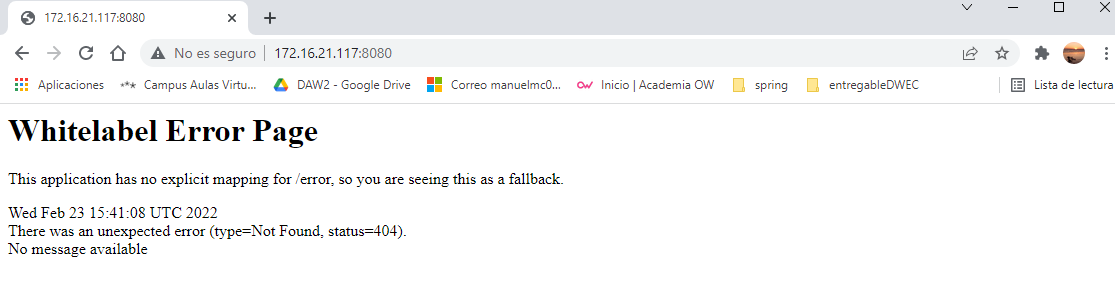 172.16.21.117:8080
No es seguro
172.16.21.117:8080
Aplicaciones
Campus Aulas Virtu...
DAW2 - Google Drive
Correo manuelmc0...
Inicio | Academia OW
spring
entregableDWEC
Lista de lectura
Whitelabel Error Page
This application has no explicit mapping for /error, so you are seeing this as a fallback.
Wed Feb 23 15:41:08 UTC 2022
There was an unexpected error (type=Not Found, status=404).
No message available